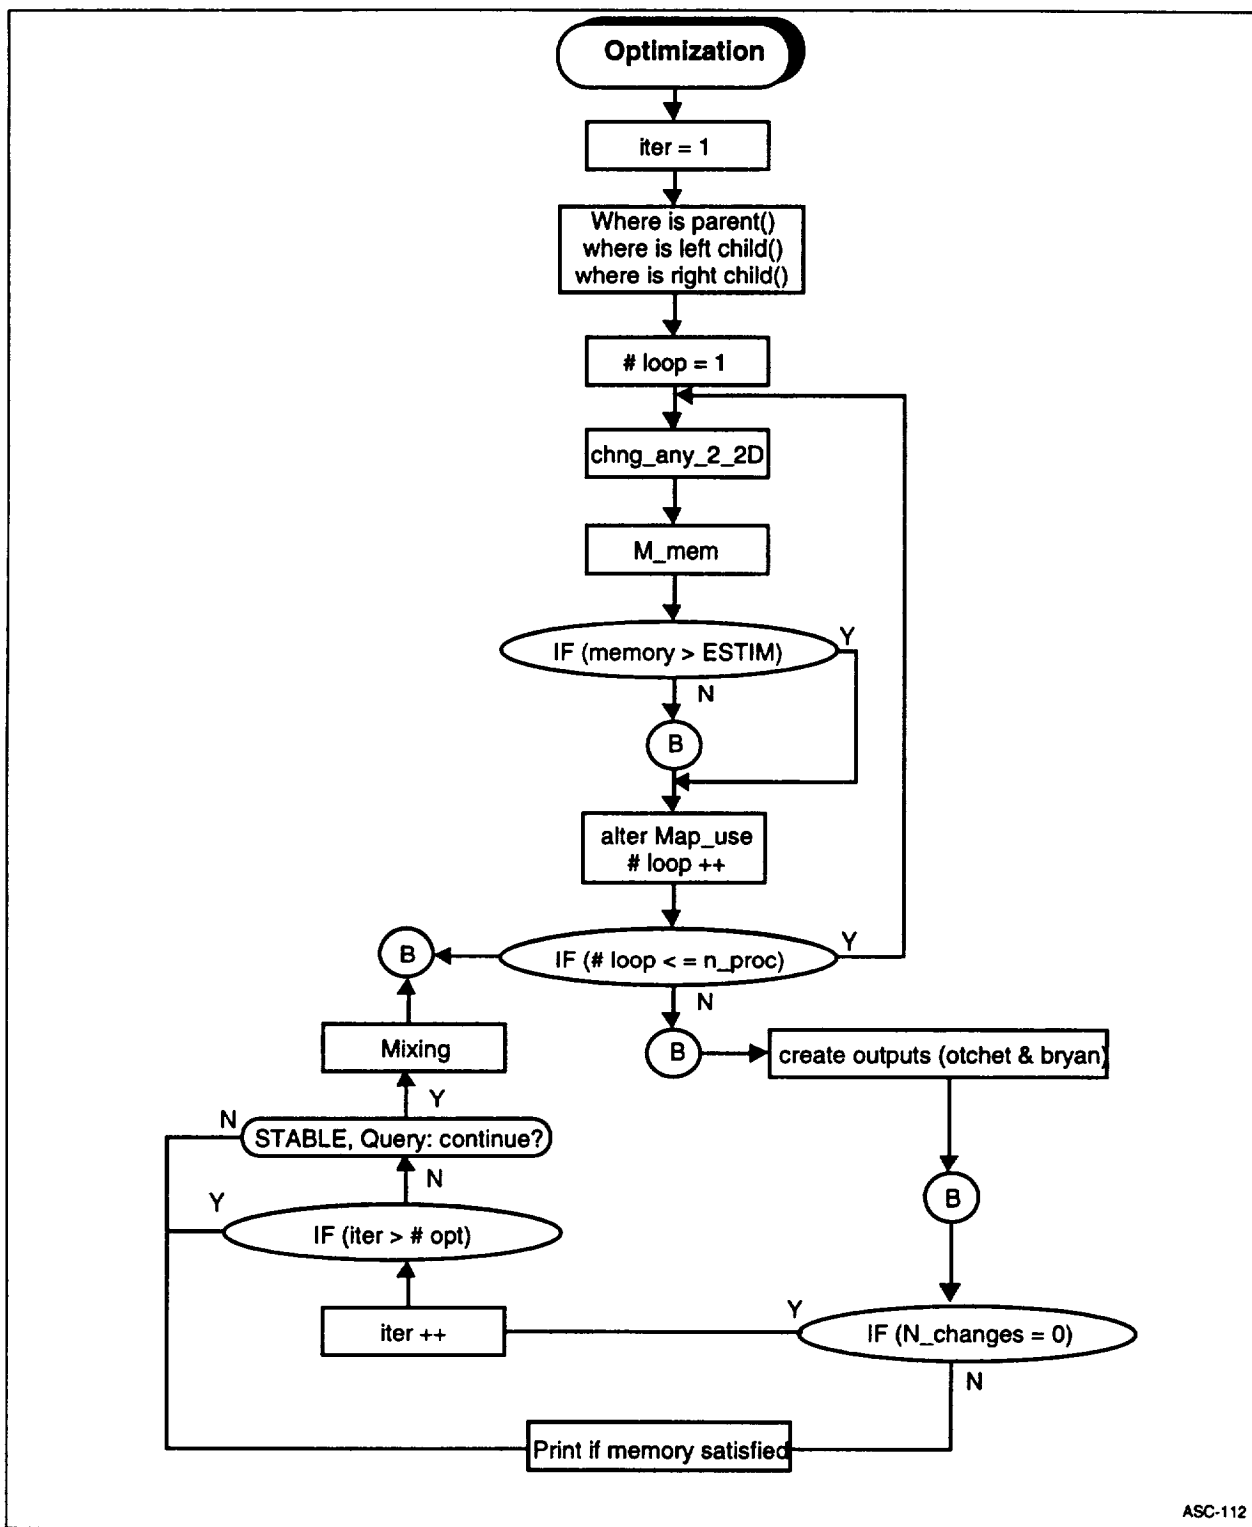 Optimization
iter = 1
Where is parent()
where is left child()
where is right child()
# loop = 1
chng_any_2_2D
M_mem
IF (memory > ESTIM)
Y
N
B
alter Map_use
# loop ++
B
IF (# loop < = n_proc)
Y
N
Mixing
B
create outputs (otchet & bryan)
Y
N
STABLE, Query: continue?
N
B
Y
IF (iter > # opt)
iter ++
Y
IF (N_changes = 0)
N
Print if memory satisfied
ASC-112